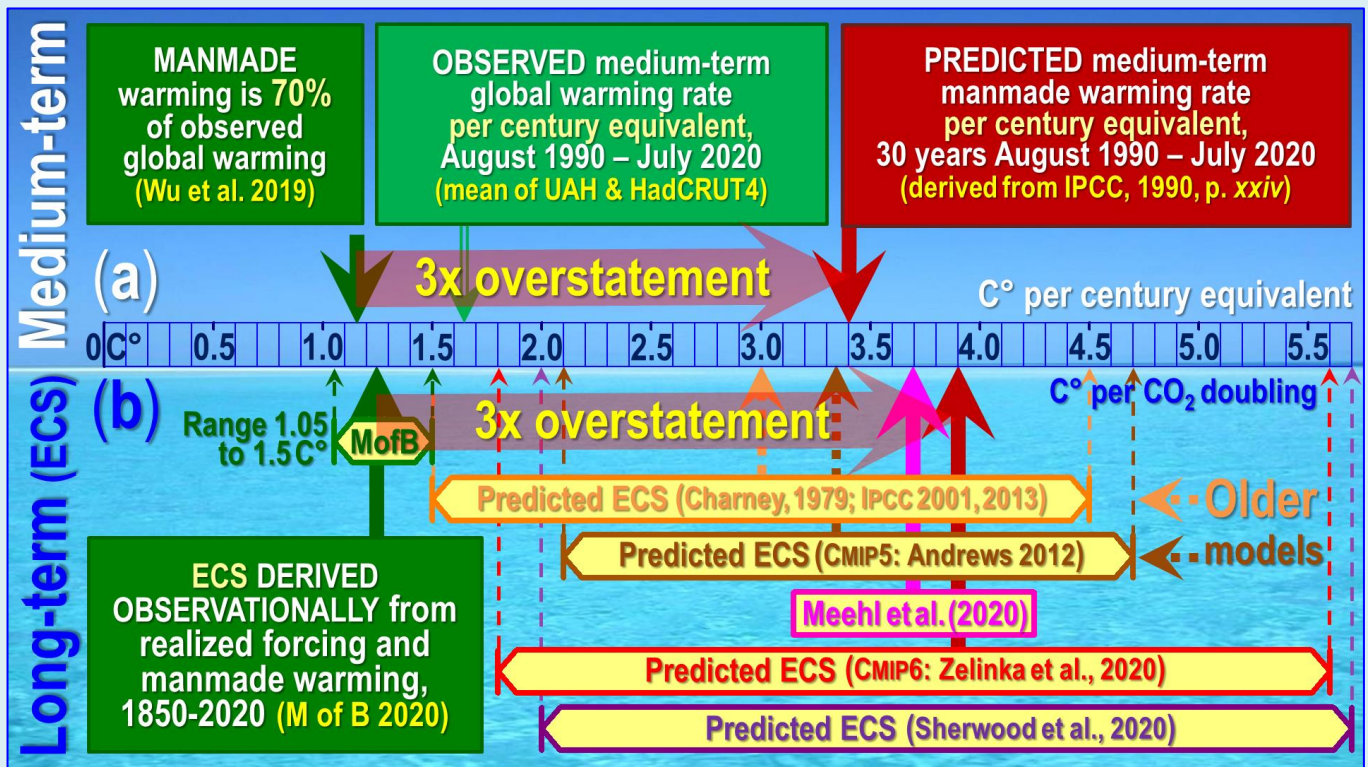 Medium-term
MANMADE
warming is 70%
of observed
global warming
(Wu et al. 2019)
OBSERVED medium-term
global warming rate
per century equivalent,
August 1990 – July 2020
(mean of UAH & HadCRUT4)
PREDICTED medium-term
manmade warming rate
per century equivalent,
30 years August 1990 – July 2020
(derived from IPCC, 1990, p. xxiv)
(a)
3x overstatement
C° per century equivalent
0C° 0.5 1.0 1.5 2.0 2.5 3.0 3.5 4.0 4.5 5.0 5.5
Long-term (ECS)
(b)
C° per CO₂ doubling
Range 1.05
to 1.5C°
MofB
3x overstatement
Predicted ECS (Charney, 1979; IPCC 2001, 2013)
Older
models
Predicted ECS (CMIP5: Andrews 2012)
ECS DERIVED
OBSERVATIONALLY from
realized forcing and
manmade warming,
1850-2020 (M of B 2020)
Meehl et al. (2020)
Predicted ECS (CMIP6: Zelinka et al., 2020)
Predicted ECS (Sherwood et al., 2020)